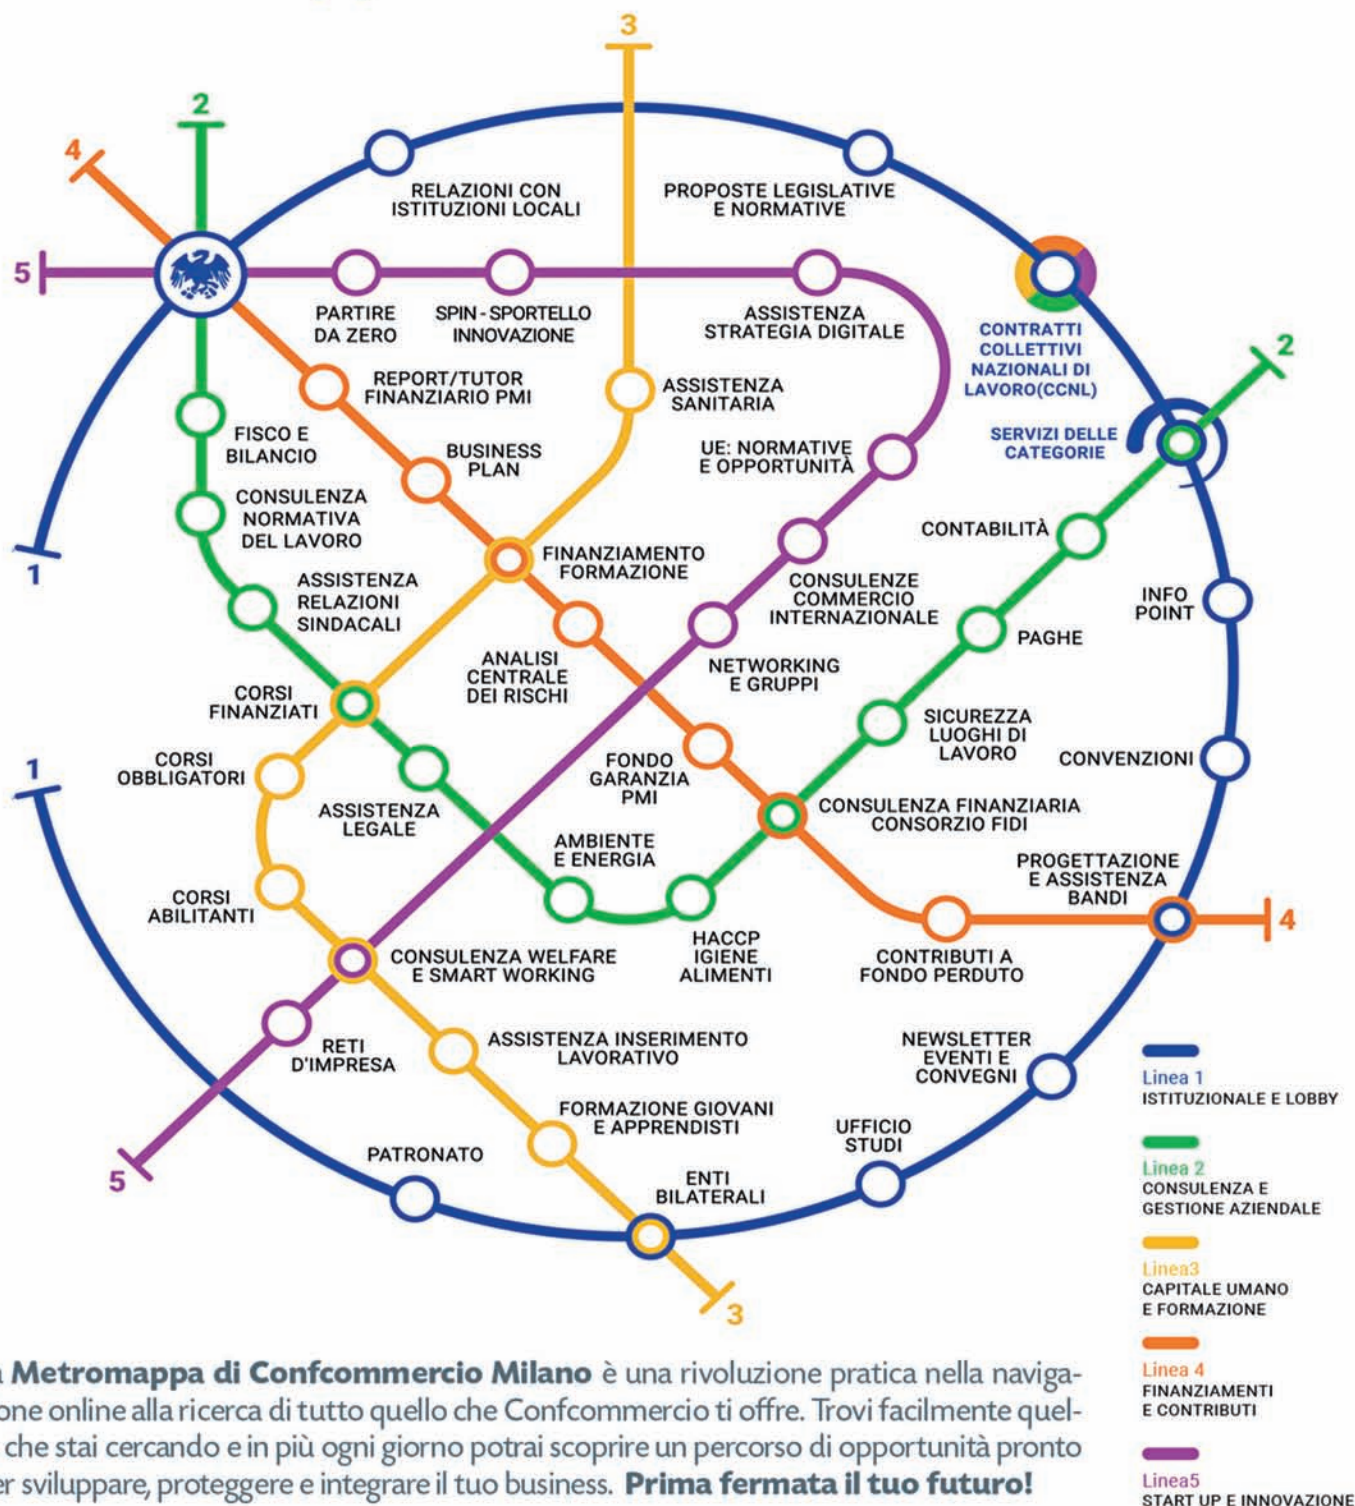 3
2
4
RELAZIONI CON
ISTITUZIONI LOCALI
PROPOSTE LEGISLATIVE
E NORMATIVE
5
PARTIRE
DA ZERO
SPIN - SPORTELLO
INNOVAZIONE
ASSISTENZA
STRATEGIA DIGITALE
CONTRATTI
COLLETTIVI
NAZIONALI DI
LAVORO(CCNL)
2
REPORT/TUTOR
FINANZIARIO PMI
ASSISTENZA
SANITARIA
FISCO E
BILANCIO
BUSINESS
PLAN
UE: NORMATIVE
E OPPORTUNITÀ
SERVIZI DELLE
CATEGORIE
CONSULENZA
NORMATIVA
DEL LAVORO
CONTABILITÀ
1
FINANZIAMENTO
FORMAZIONE
ASSISTENZA
RELAZIONI
SINDACALI
CONSULENZE
COMMERCIO
INTERNAZIONALE
INFO
POINT
PAGHE
ANALISI
CENTRALE
DEI RISCHI
NETWORKING
E GRUPPI
CORSI
FINANZIATI
SICUREZZA
LUOGHI DI
LAVORO
CORSI
OBBLIGATORI
1
FONDO
GARANZIA
PMI
CONVENZIONI
ASSISTENZA
LEGALE
CONSULENZA FINANZIARIA
CONSORZIO FIDI
AMBIENTE
E ENERGIA
PROGETTAZIONE
E ASSISTENZA
BANDI
CORSI
ABILITANTI
4
HACCP
IGIENE
ALIMENTI
CONSULENZA WELFARE
E SMART WORKING
CONTRIBUTI A
FONDO PERDUTO
RETI
D'IMPRESA
ASSISTENZA INSERIMENTO
LAVORATIVO
NEWSLETTER
EVENTI E
CONVEGNI
FORMAZIONE GIOVANI
E APPRENDISTI
UFFICIO
STUDI
5
PATRONATO
ENTI
BILATERALI
3
Linea 1
ISTITUZIONALE E LOBBY
Linea 2
CONSULENZA E
GESTIONE AZIENDALE
Linea3
CAPITALE UMANO
E FORMAZIONE
Linea 4
FINANZIAMENTI
E CONTRIBUTI
Linea5
START UP E INNOVAZIONE
Metromappa di Confcommercio Milano è una rivoluzione pratica nella naviga-
one online alla ricerca di tutto quello che Confcommercio ti offre. Trovi facilmente quel-
che stai cercando e in più ogni giorno potrai scoprire un percorso di opportunità pronto
er sviluppare, proteggere e integrare il tuo business. Prima fermata il tuo futuro!